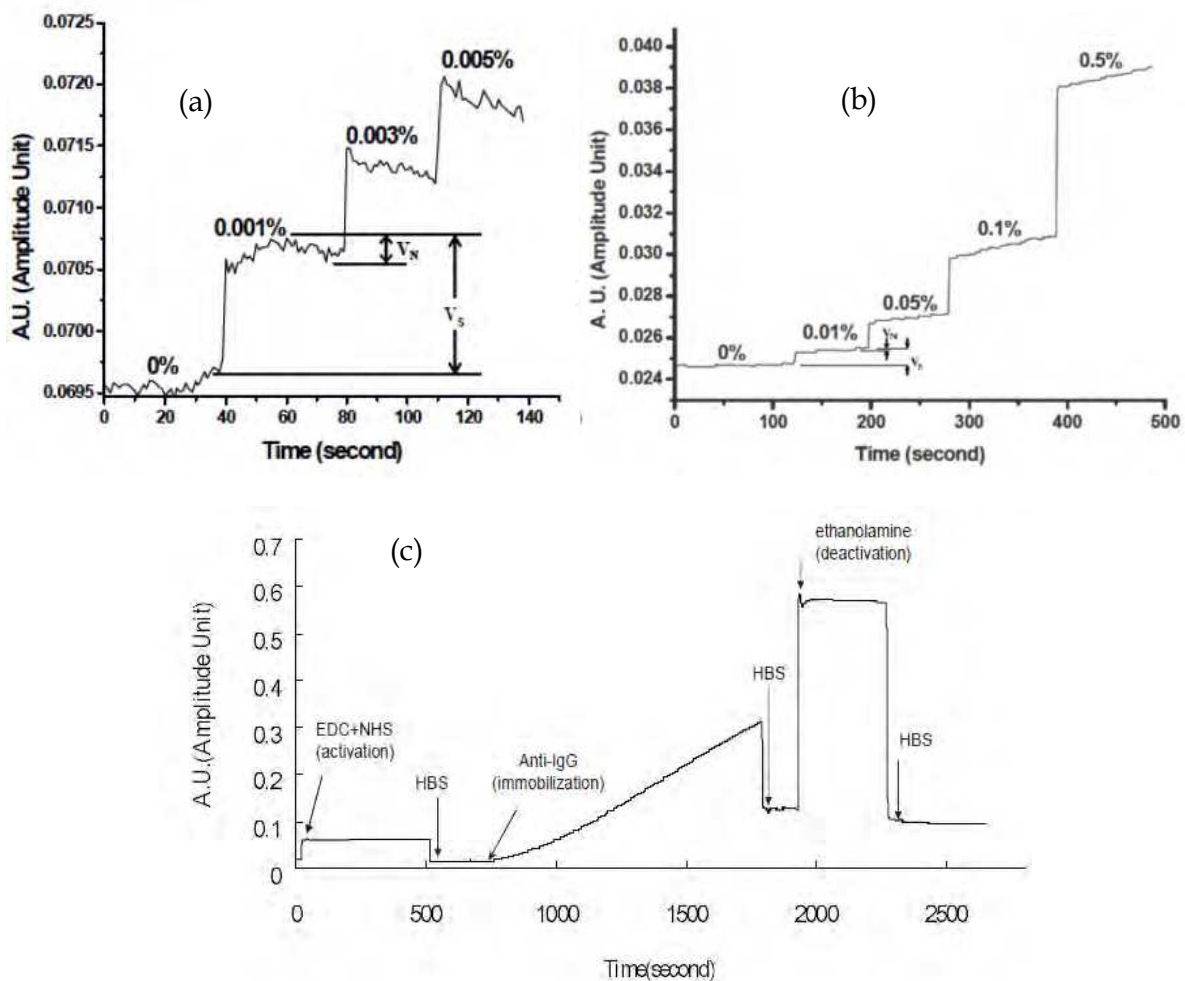 0.0725
0.0720
0.0715
0.0710
0.0705
0.0700
0.0695
A.U. (Amplitude Unit)
(a)
0%
0.001%
0.003%
0.005%
V_N
V_5
0 20 40 60 80 100 120 140
Time (second)
0.040
0.038
0.036
0.034
0.032
0.030
0.028
0.026
0.024
A. U. (Amplitude Unit)
(b)
0%
0.01%
0.05%
0.1%
0.5%
0 100 200 300 400 500
Time (second)
0.7
0.6
0.5
0.4
0.3
0.2
0.1
0
A.U.(Amplitude Unit)
(c)
EDC+NHS
(activation)
HBS
Anti-IgG
(immobilization)
HBS
ethanolamine
(deactivation)
HBS
0 500 1000 1500 2000 2500
Time(second)